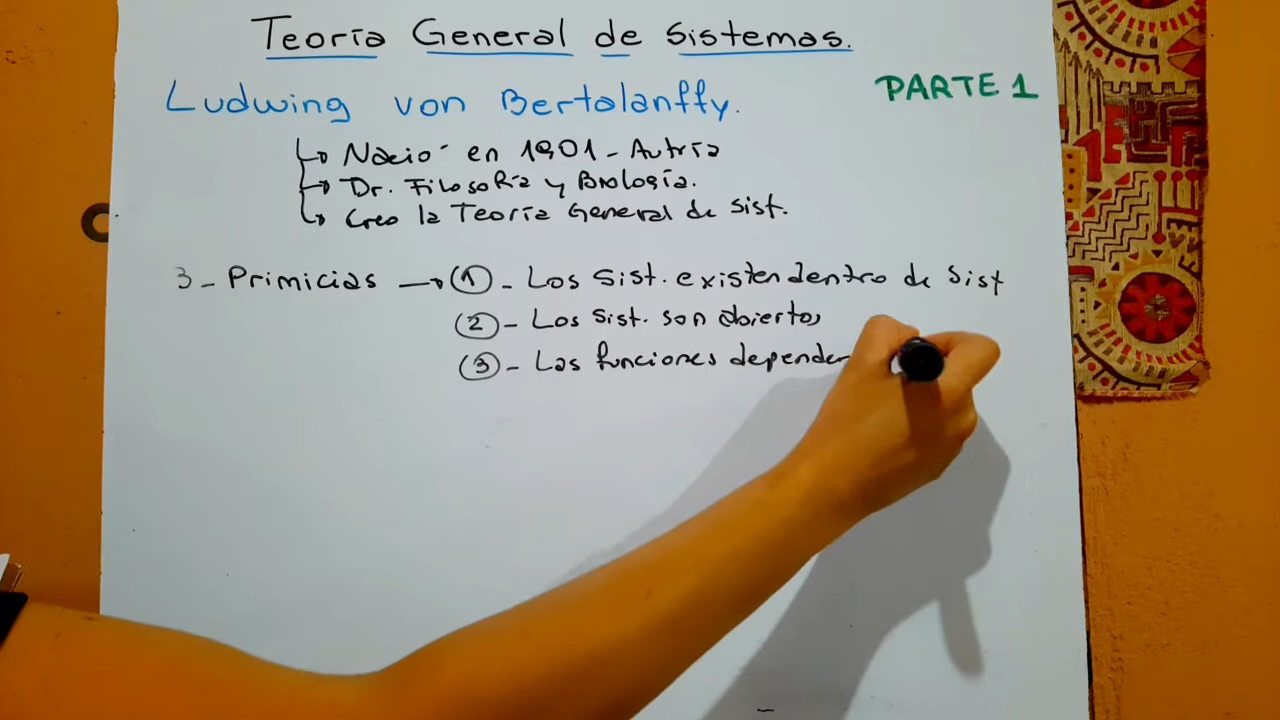 Teoría General de Sistemas.
Ludwing von Bertalanffy.
PARTE 1
Nació en 1901 - Autria
Dr. Filosofía y Biología.
Creo la Teoría General de Sist.
3 - Primicias → (1) - Los Sist. existen dentro de Sist
(2) - Los Sist. son abiertos
(3) - Las funciones depender